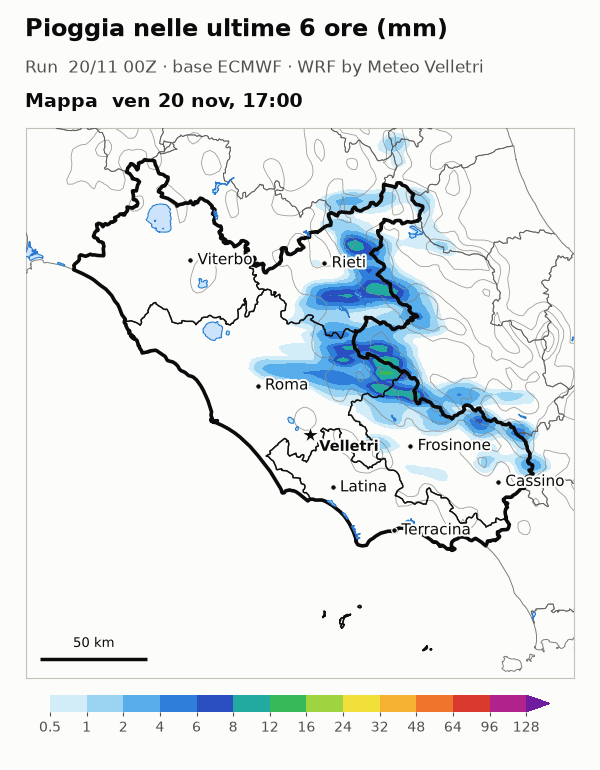 Pioggia nelle ultime 6 ore (mm)
Run  20/11 00Z · base ECMWF · WRF by Meteo Velletri
Mappa  ven 20 nov, 17:00
Viterbo
Rieti
Roma
Velletri
Frosinone
Latina
Cassino
Terracina
50 km
0.5 1 2 4 6 8 12 16 24 32 48 64 96 128